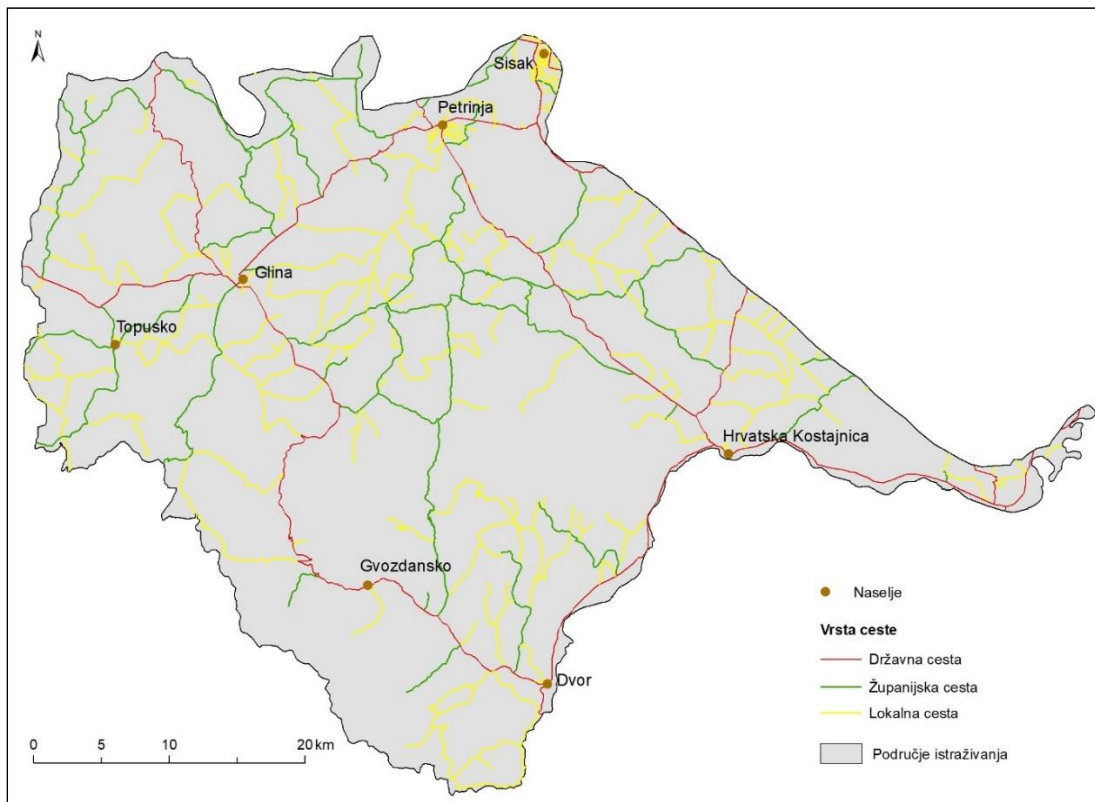 N
Sisak
Petrinja
Glina
Topusko
Hrvatska Kostajnica
Gvozdansko
Dvor
Naselje
Vrsta ceste
Državna cesta
Županijska cesta
Lokalna cesta
Područje istraživanja
0 5 10 20 km